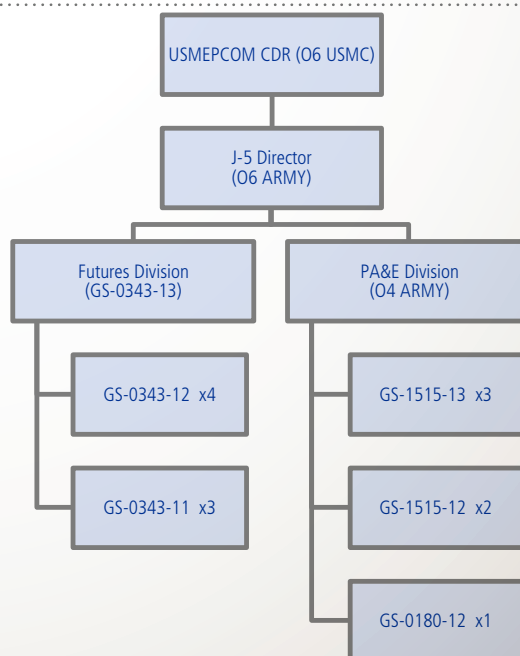 USMEPCOM CDR (O6 USMC)
J-5 Director
(O6 ARMY)
Futures Division
(GS-0343-13)
PA&E Division
(O4 ARMY)
GS-0343-12 x4
GS-1515-13 x3
GS-0343-11 x3
GS-1515-12 x2
GS-0180-12 x1